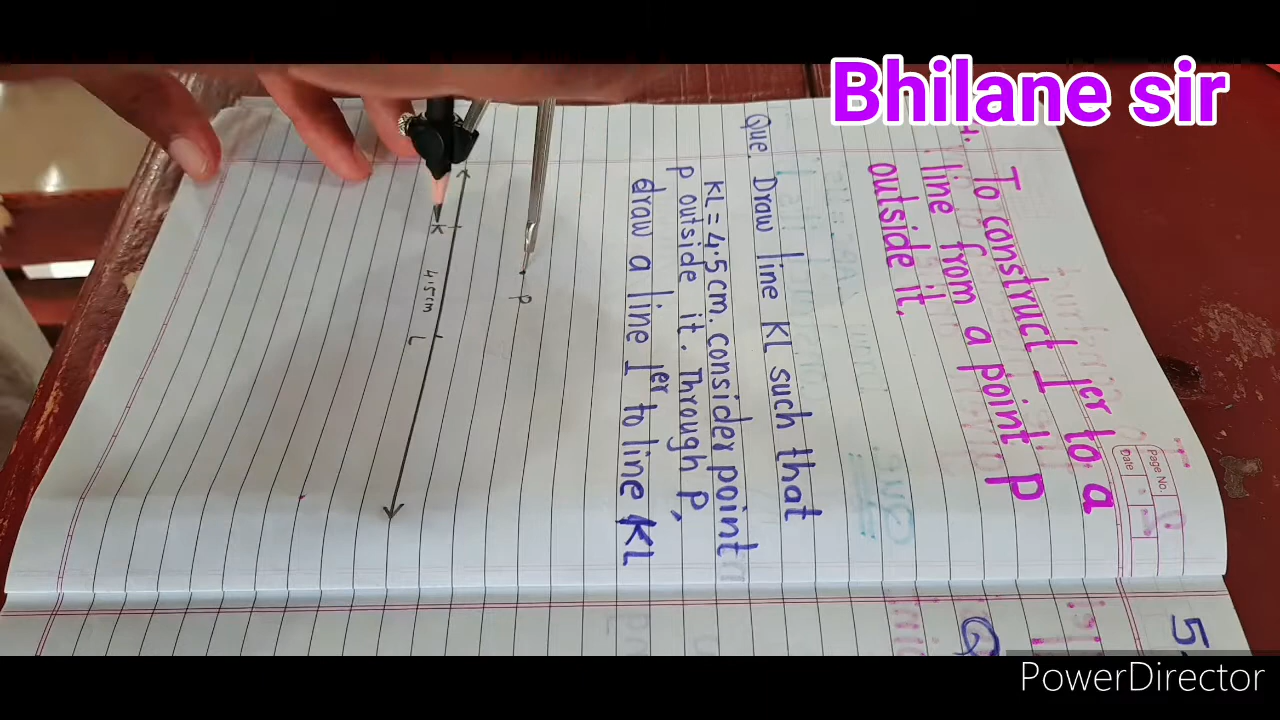 Bhilane sir
Page No.
Date
4. To construct ⊥er to a
line from a point P
outside it.
Que. Draw line KL such that
KL = 4.5 cm. consider point
P outside it. Through P,
draw a line ⊥er to line KL
P
K 4.5cm L
5.
PowerDirector